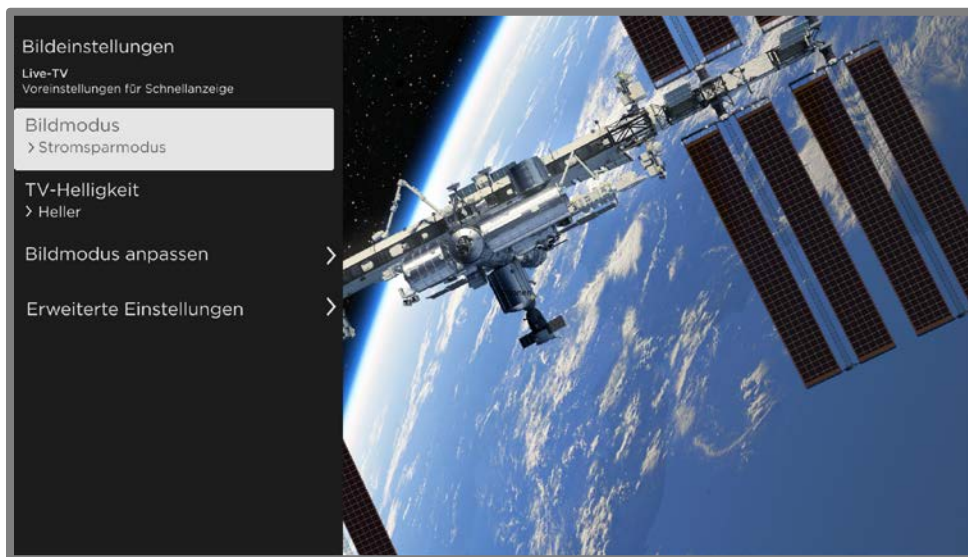 Bildeinstellungen
Live-TV
Voreinstellungen für Schnellanzeige
Bildmodus
> Stromsparmodus
TV-Helligkeit
> Heller
Bildmodus anpassen >
Erweiterte Einstellungen >